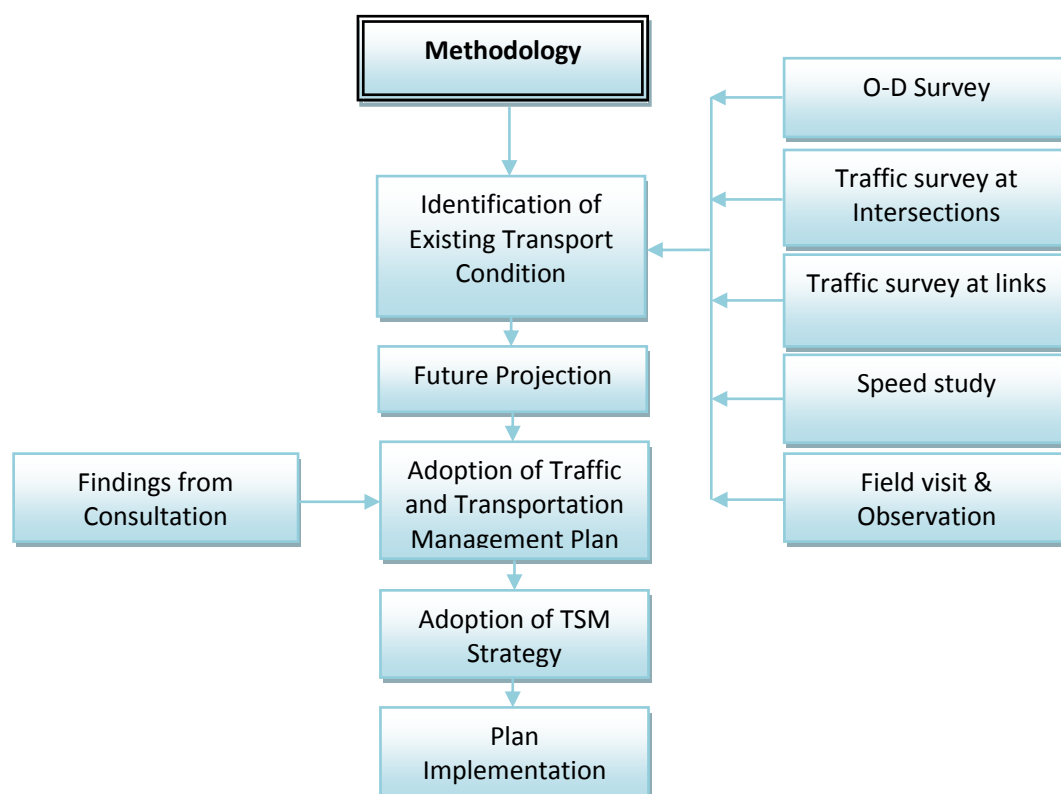 Methodology
O-D Survey
Traffic survey at
Intersections
Identification of
Existing Transport
Condition
Traffic survey at links
Future Projection
Speed study
Findings from
Consultation
Adoption of Traffic
and Transportation
Management Plan
Field visit &
Observation
Adoption of TSM
Strategy
Plan
Implementation